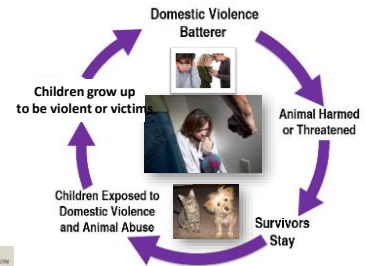 Domestic Violence
Batterer
Animal Harmed
or Threatened
Survivors
Stay
Children Exposed to
Domestic Violence
and Animal Abuse
Children grow up
to be violent or victims
ON